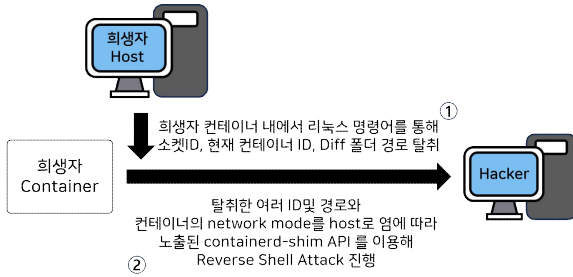 희생자
Host
①
희생자 컨테이너 내에서 리눅스 명령어를 통해
소켓ID, 현재 컨테이너 ID, Diff 폴더 경로 탈취
희생자
Container
Hacker
탈취한 여러 ID및 경로와
컨테이너의 network mode를 host로 염에 따라
노출된 containerd-shim API 를 이용해
Reverse Shell Attack 진행
②